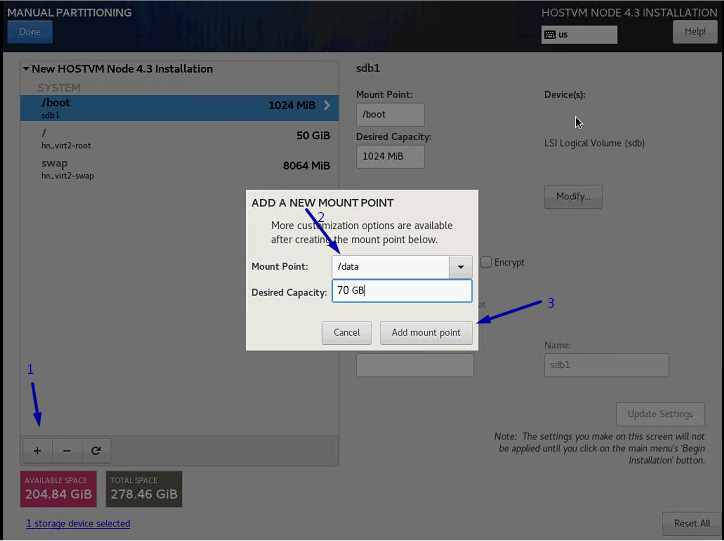 MANUAL PARTITIONING
HOSTVM NODE 4.3 INSTALLATION
Done
us
Help!
New HOSTVM Node 4.3 Installation
SYSTEM
/boot
1024 MiB
sdb1
/
50 GiB
hn_virt2-root
swap
8064 MiB
hn_virt2-swap
sdb1
Mount Point:
Device(s):
/boot
Desired Capacity:
LSI Logical Volume (sdb)
1024 MiB
Modify...
ADD A NEW MOUNT POINT
2
More customization options are available
after creating the mount point below.
Mount Point:
/data
Encrypt
Desired Capacity:
70 GB
3
Cancel
Add mount point
Name:
sdb1
1
Update Settings
Note: The settings you make on this screen will not
be applied until you click on the main menu's 'Begin
Installation' button.
+ −
AVAILABLE SPACE
204.84 GiB
TOTAL SPACE
278.46 GiB
1 storage device selected
Reset All